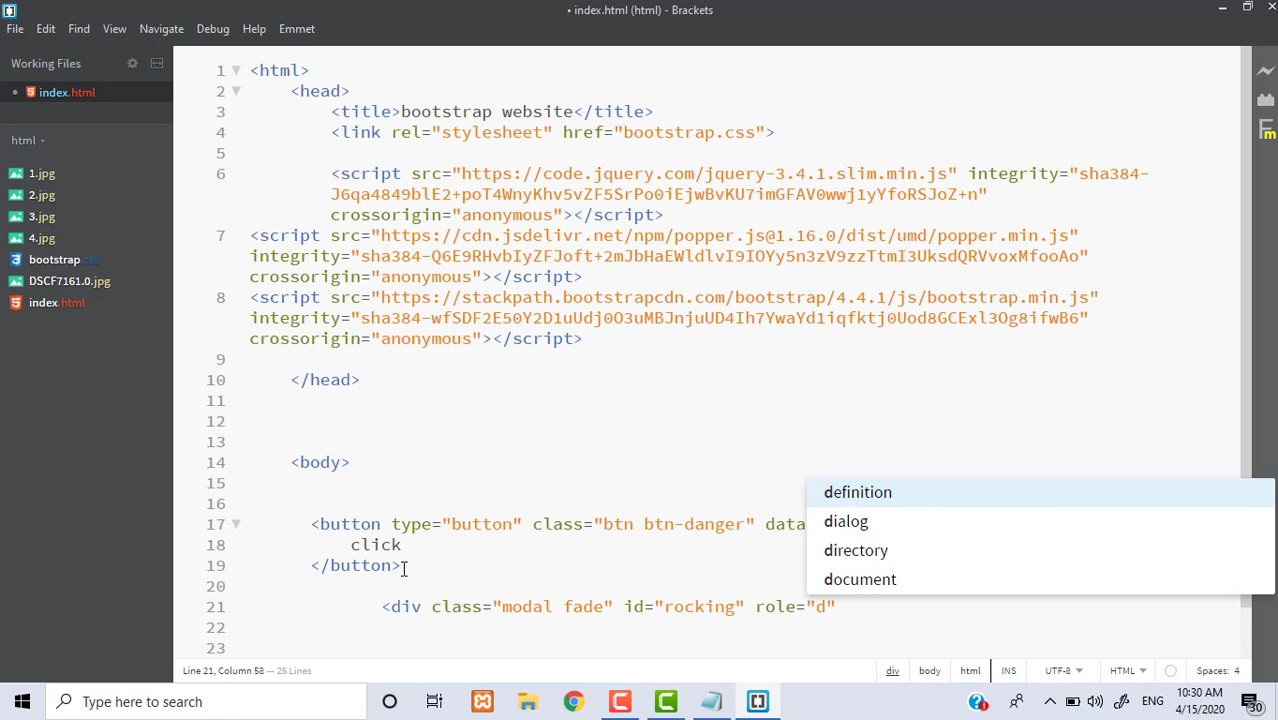 • index.html (html) - Brackets
File Edit Find View Navigate Debug Help Emmet
Working Files
• index.html
html
1.jpg
2.jpg
3.jpg
4.jpg
bootstrap.css
DSCF7161.0.jpg
index.html
1 <html>
2 <head>
3 <title>bootstrap website</title>
4 <link rel="stylesheet" href="bootstrap.css">
5
6 <script src="https://code.jquery.com/jquery-3.4.1.slim.min.js" integrity="sha384-
J6qa4849blE2+poT4WnyKhv5vZF5SrPo0iEjwBvKU7imGFAV0wwj1yYfoRSJoZ+n"
crossorigin="anonymous"></script>
7 <script src="https://cdn.jsdelivr.net/npm/popper.js@1.16.0/dist/umd/popper.min.js"
integrity="sha384-Q6E9RHvbIyZFJoft+2mJbHaEWldlvI9IOYy5n3zV9zzTtmI3UksdQRVvoxMfooAo"
crossorigin="anonymous"></script>
8 <script src="https://stackpath.bootstrapcdn.com/bootstrap/4.4.1/js/bootstrap.min.js"
integrity="sha384-wfSDF2E50Y2D1uUdj0O3uMBJnjuUD4Ih7YwaYd1iqfktj0Uod8GCExl3Og8ifwB6"
crossorigin="anonymous"></script>
9
10 </head>
11
12
13
14 <body>
15
16
17 <button type="button" class="btn btn-danger" data
18 click
19 </button>
20
21 <div class="modal fade" id="rocking" role="d"
22
23
definition
dialog
directory
document
Line 21, Column 58 — 25 Lines
div body html INS UTF-8 HTML Spaces: 4
Type here to search
ENG
10:30 AM
4/15/2020
30